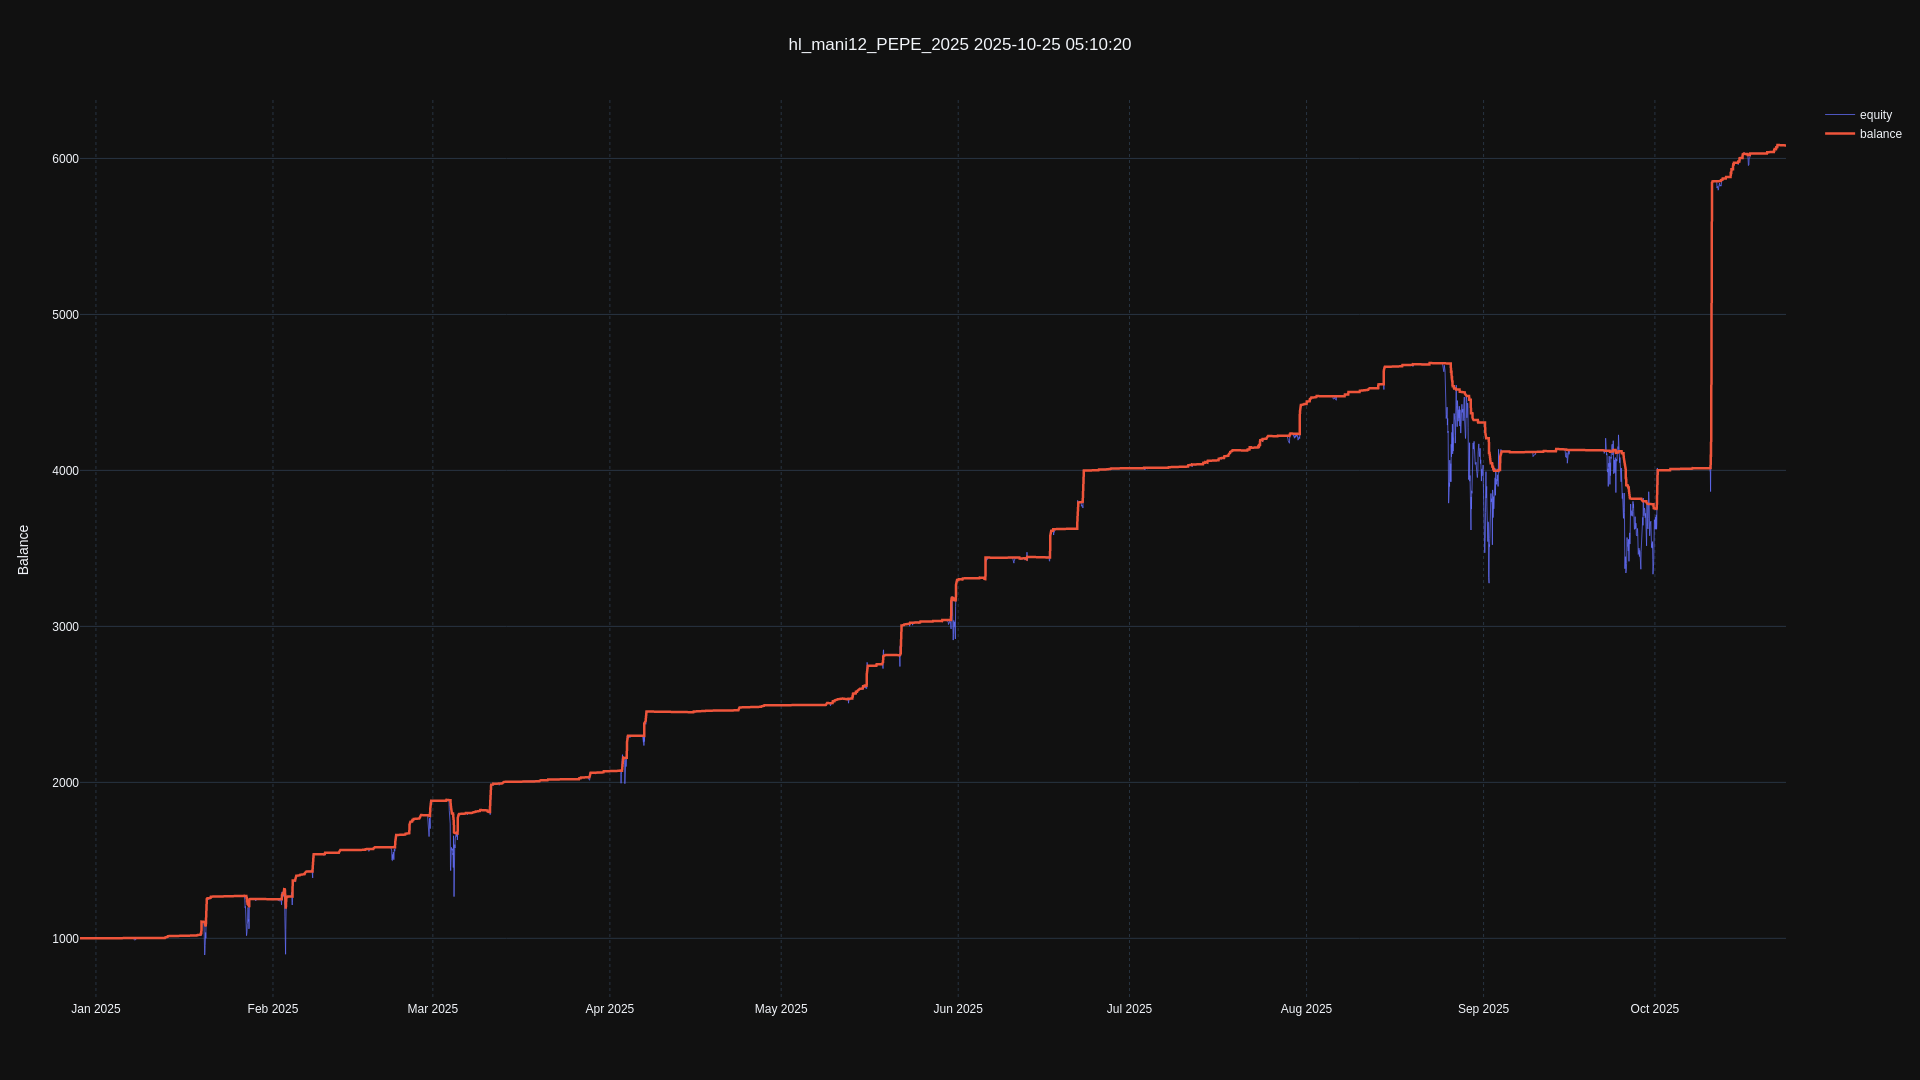 hl_mani12_PEPE_2025 2025-10-25 05:10:20
equity
balance
6000
5000
4000
3000
2000
1000
Balance
Jan 2025
Feb 2025
Mar 2025
Apr 2025
May 2025
Jun 2025
Jul 2025
Aug 2025
Sep 2025
Oct 2025